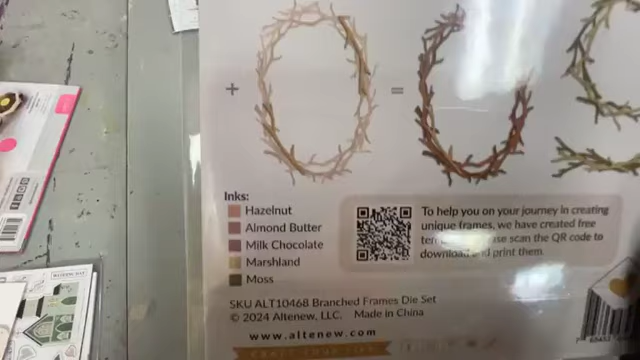 +
=
Inks:
Hazelnut
Almond Butter
Milk Chocolate
Marshland
Moss
To help you on your journey in creating
unique frames, we have created free
scan the QR code to
download and print them.
SKU ALT10468 Branched Frames Die Set
© 2024 Altenew, LLC. Made in China
www.altenew.com